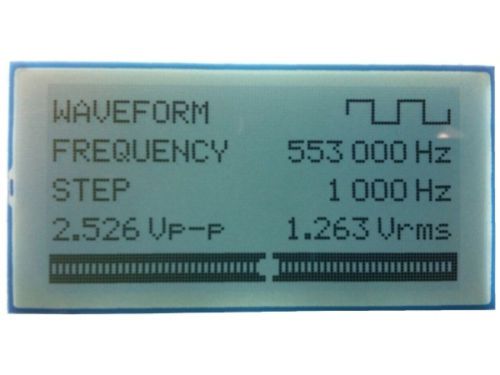 WAVEFORM
FREQUENCY 553 000 Hz
STEP 1 000 Hz
2.526 Vp-p 1.263 Vrms